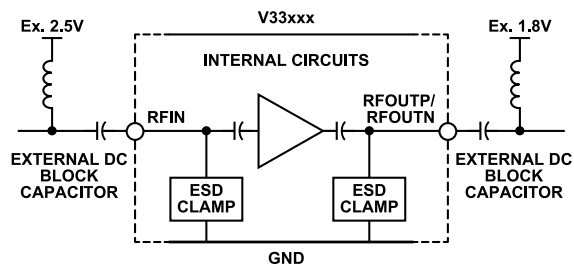 Ex. 2.5V
V33xxx
Ex. 1.8V
INTERNAL CIRCUITS
RFIN
RFOUTP/
RFOUTN
EXTERNAL DC
BLOCK
CAPACITOR
ESD
CLAMP
ESD
CLAMP
EXTERNAL DC
BLOCK
CAPACITOR
GND